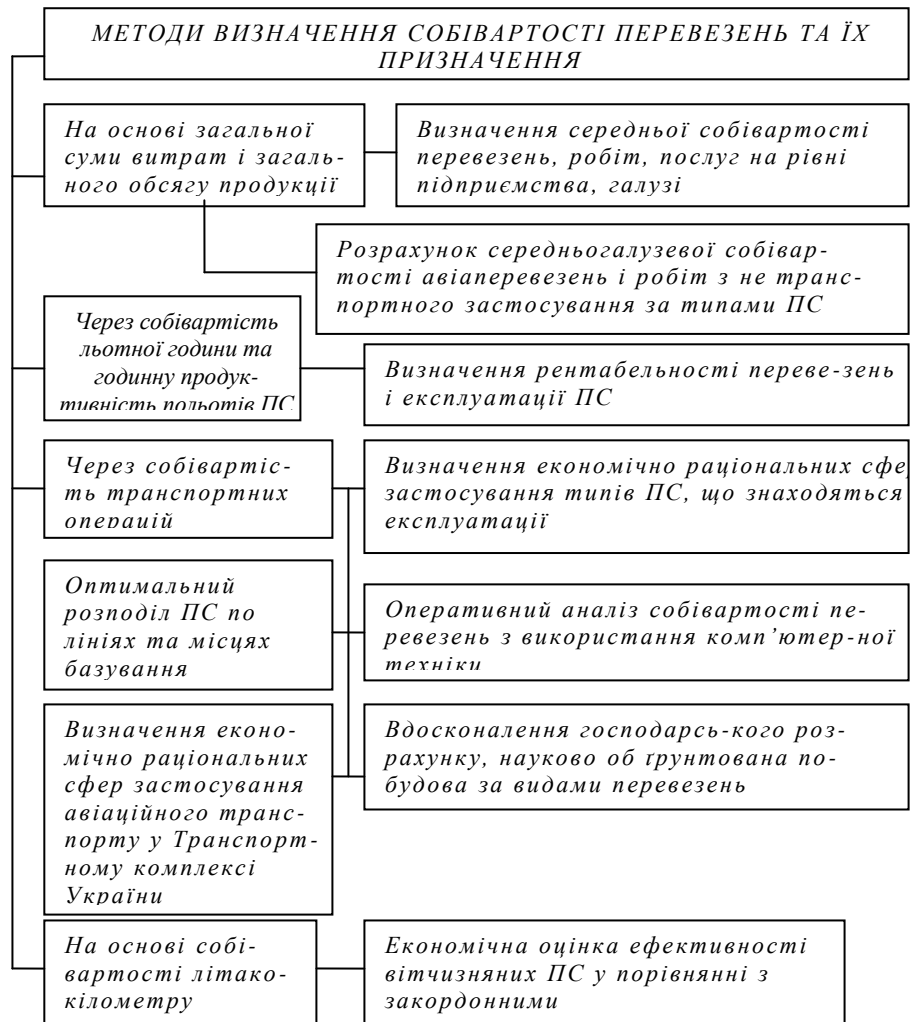 МЕТОДИ ВИЗНАЧЕННЯ СОБІВАРТОСТІ ПЕРЕВЕЗЕНЬ ТА ЇХ
ПРИЗНАЧЕННЯ
На основі загальної
суми витрат і загаль-
ного обсягу продукції
Визначення середньої собівартості
перевезень, робіт, послуг на рівні
підприємства, галузі
Розрахунок середньогалузевої собівар-
тості авіаперевезень і робіт з не транс-
портного застосування за типами ПС
Через собівартість
льотної години та
годинну продук-
тивність польотів ПС
Визначення рентабельності переве-зень
і експлуатації ПС
Через собівартіс-
ть транспортних
операцій
Визначення економічно раціональних сфе
застосування типів ПС, що знаходяться
експлуатації
Оптимальний
розподіл ПС по
лініях та місцях
базування
Оперативний аналіз собівартості пе-
ревезень з використання комп’ютер-ної
техніки
Визначення еконо-
мічно раціональних
сфер застосування
авіаційного транс-
порту у Транспорт-
ному комплексі
України
Вдосконалення господарсь-кого роз-
рахунку, науково об ґрунтована по-
будова за видами перевезень
На основі собі-
вартості літако-
кілометру
Економічна оцінка ефективності
вітчизняних ПС у порівнянні з
закордонними